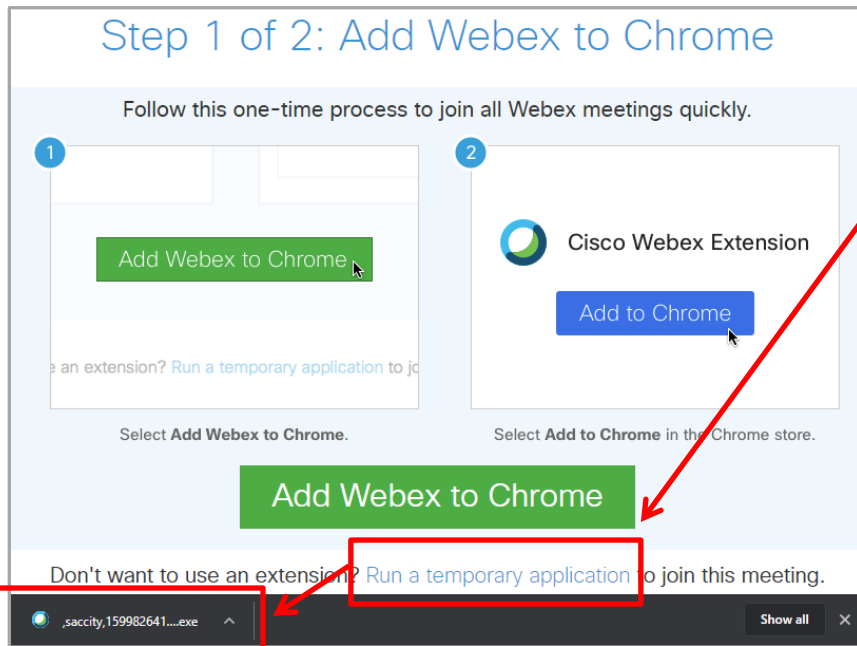 Step 1 of 2: Add Webex to Chrome
Follow this one-time process to join all Webex meetings quickly.
1
2
Add Webex to Chrome
an extension? Run a temporary application to
Cisco Webex Extension
Add to Chrome
Select Add Webex to Chrome.
Select Add to Chrome in the Chrome store.
Add Webex to Chrome
Don't want to use an extension? Run a temporary application to join this meeting.
,saccity,159982641....exe
Show all